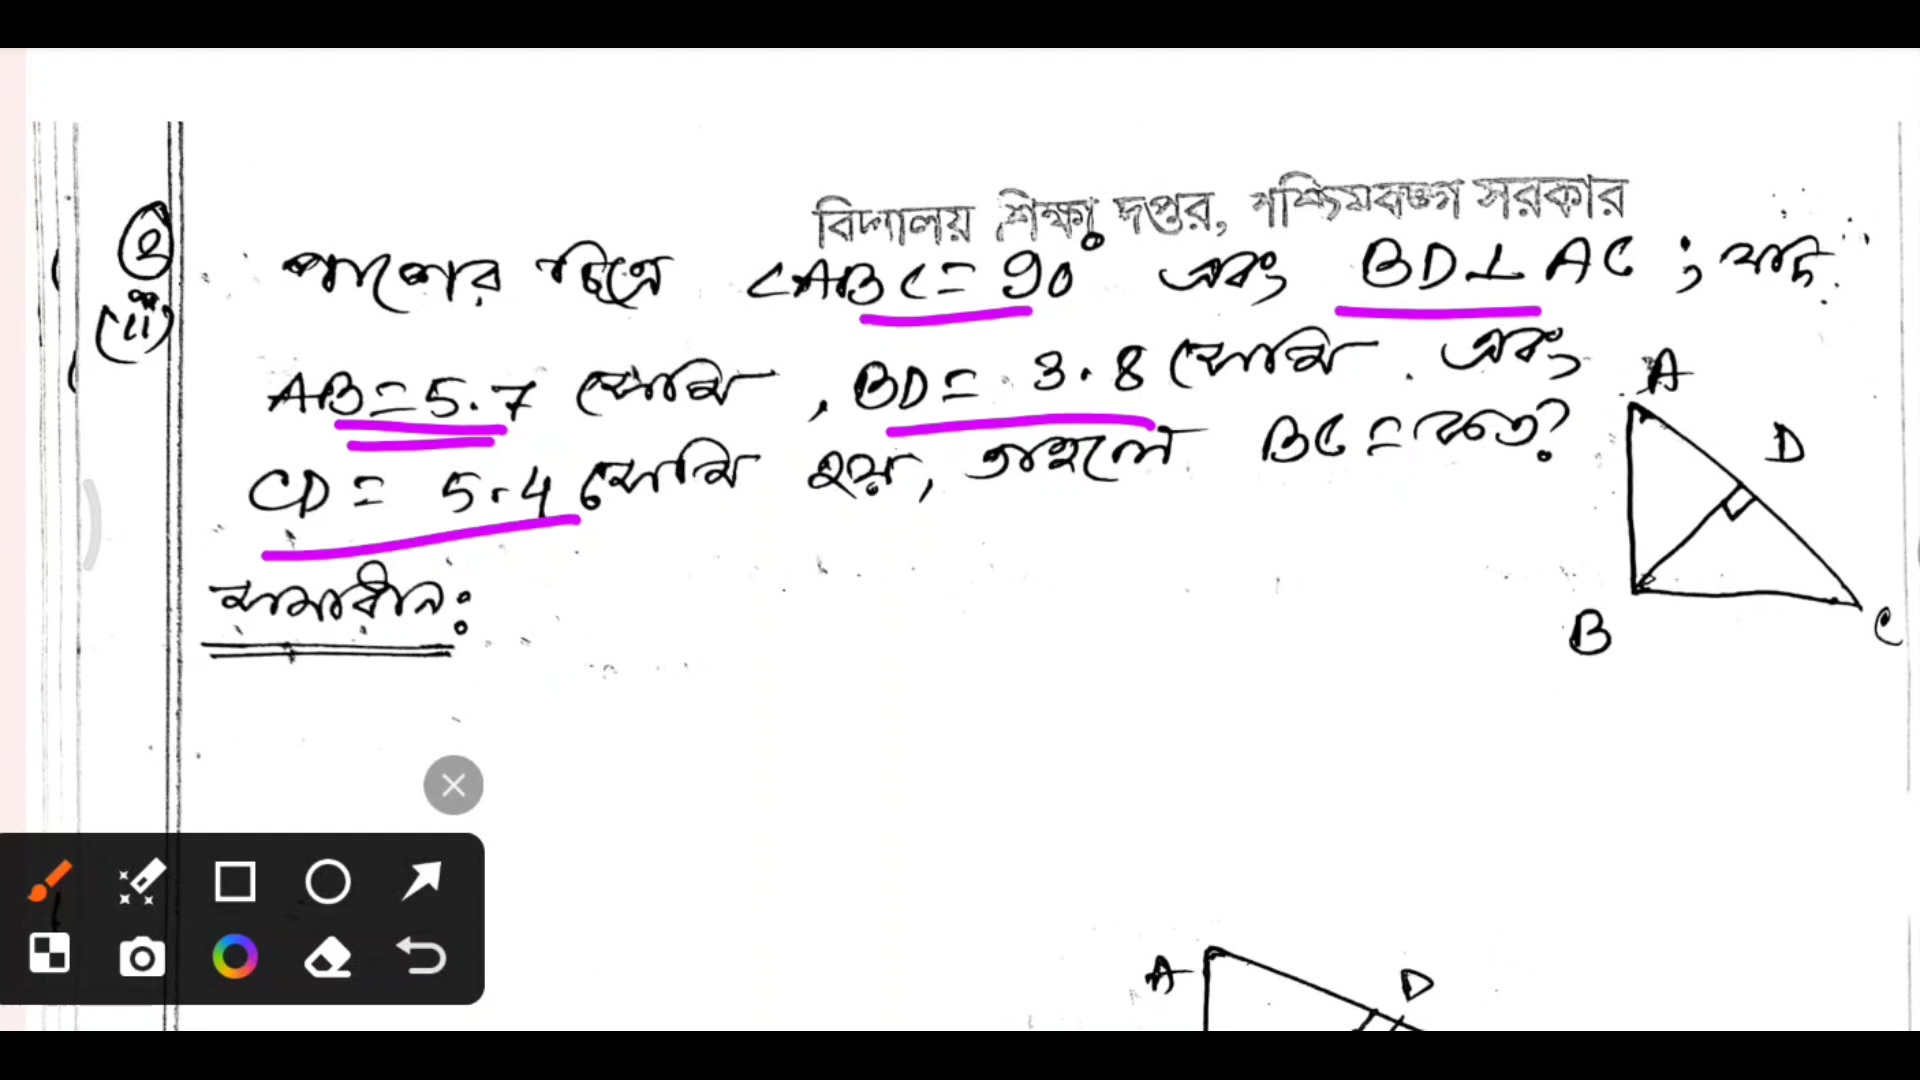 বিদ্যালয় শিক্ষা দপ্তর, পশ্চিমবঙ্গ সরকার
২ (ii) পাশের চিত্রে ∠ABC = 90° এবং BD⊥AC ; যদি
AB = 5.7 সেমি , BD = 3.8 সেমি . এবং
CD = 5.4 সেমি হয়, তাহলে BC = কত?
সমাধান:
A
D
B
C
A
D